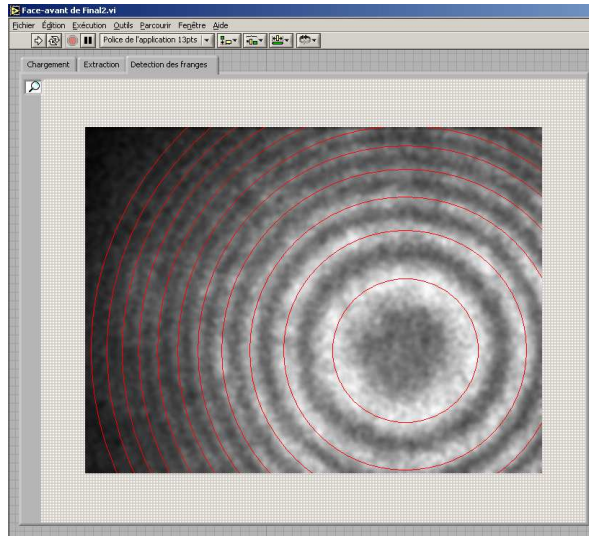 Face-avant de Final2.vi
Fichier Édition Exécution Outils Parcourir Fenêtre Aide
Police de l'application 13pts
Chargement Extraction Detection des franges